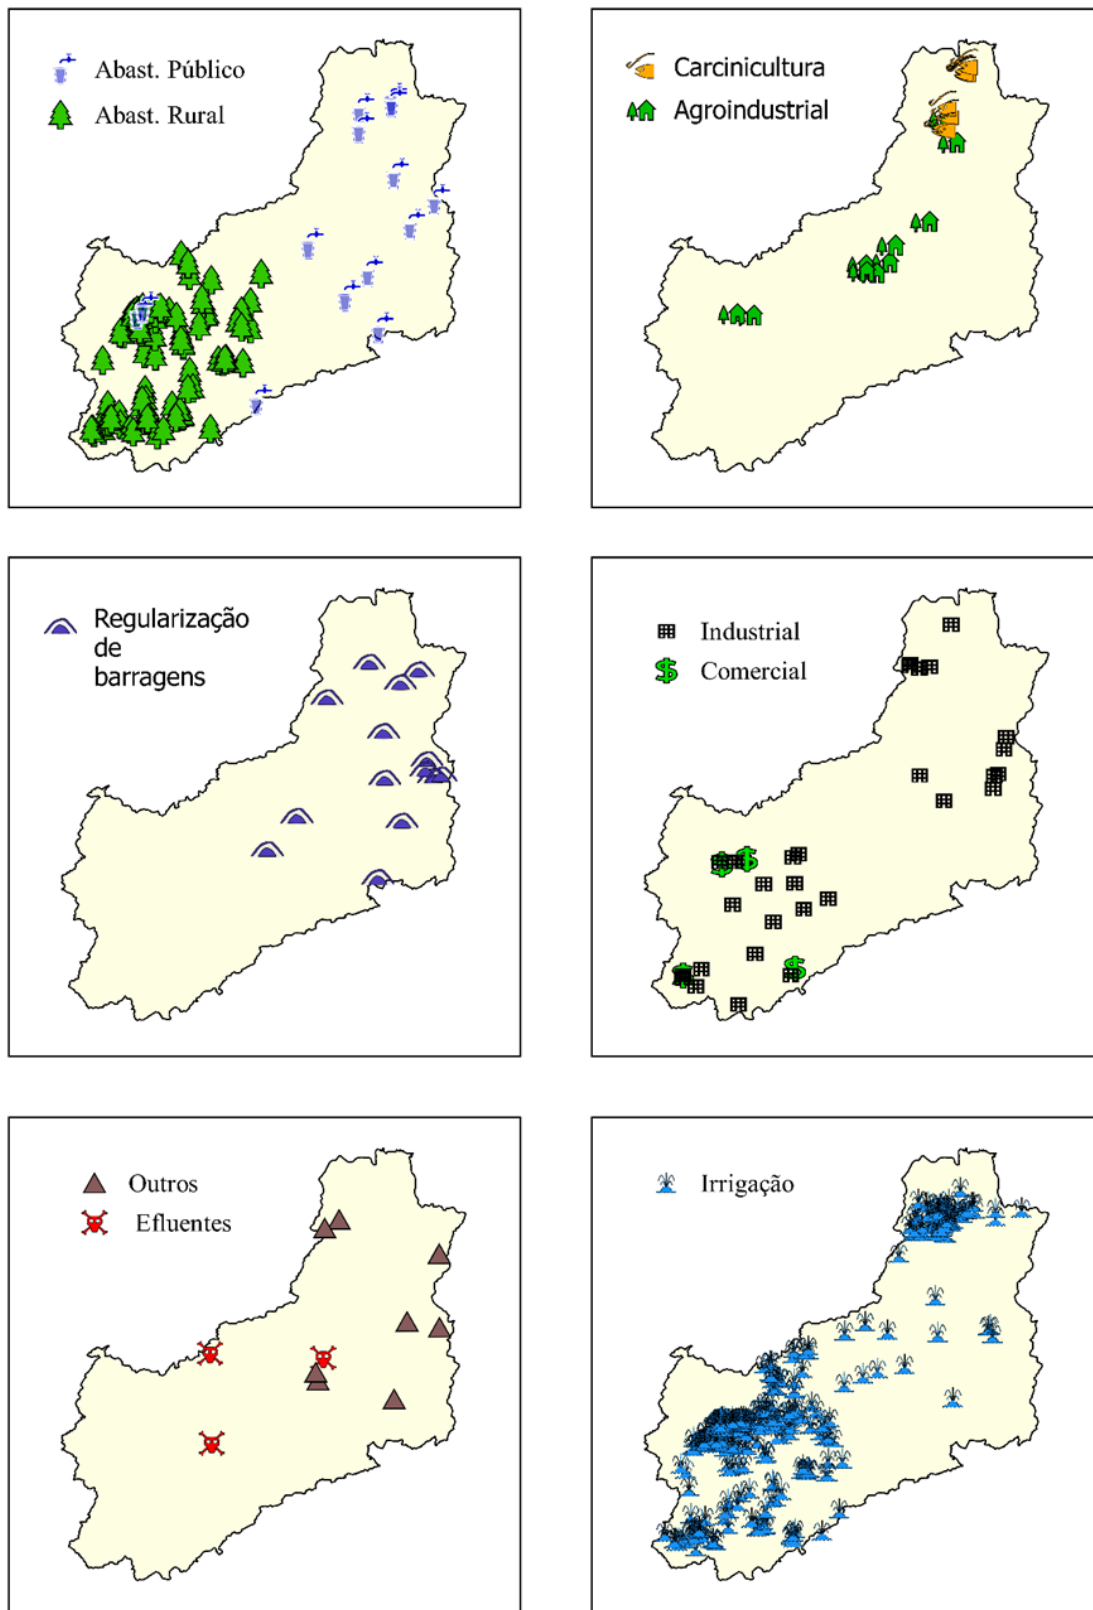 Abast. Público
Abast. Rural
Carcinicultura
Agroindustrial
Regularização
de
barragens
Industrial
Comercial
Outros
Efluentes
Irrigação